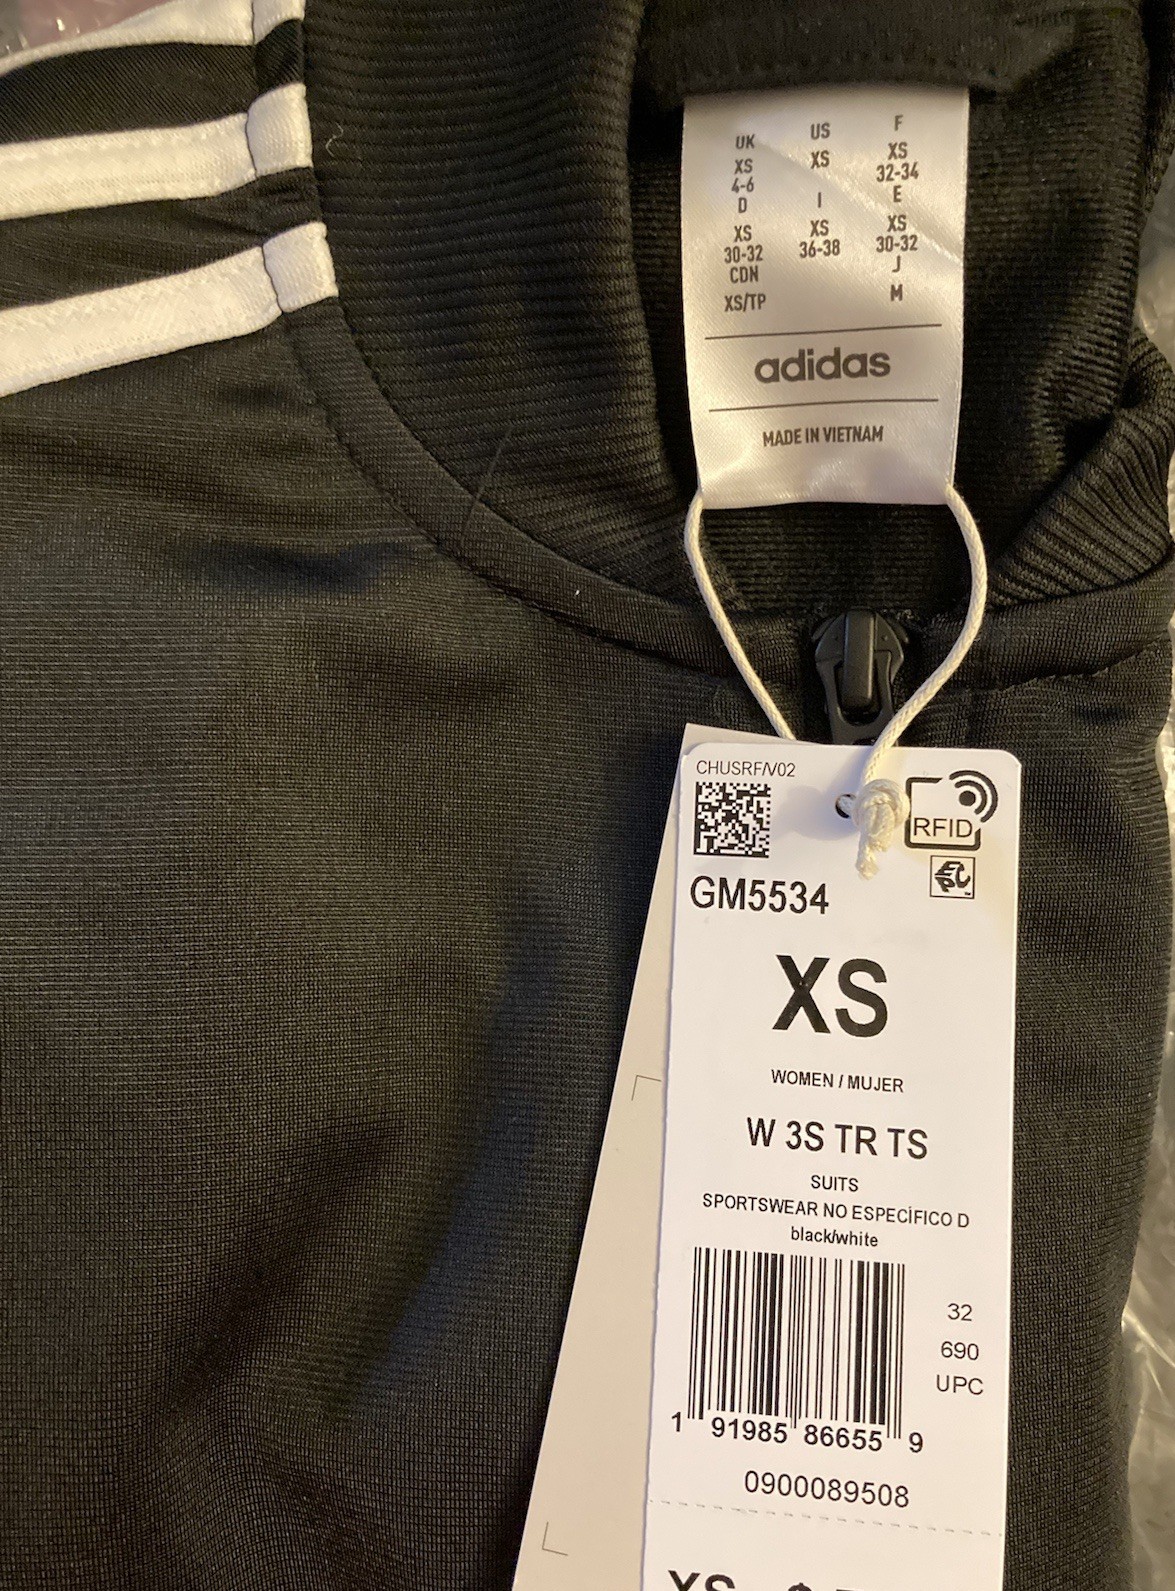 UK US F
XS XS XS
4-6 32-34
D I E
XS XS XS
30-32 36-38 30-32
CDN J
XS/TP M
adidas
MADE IN VIETNAM
CHUSRF/V02
RFID
EPC
GM5534
XS
WOMEN / MUJER
W 3S TR TS
SUITS
SPORTSWEAR NO ESPECÍFICO D
black/white
32
690
UPC
1 91985 86655 9
0900089508
XS